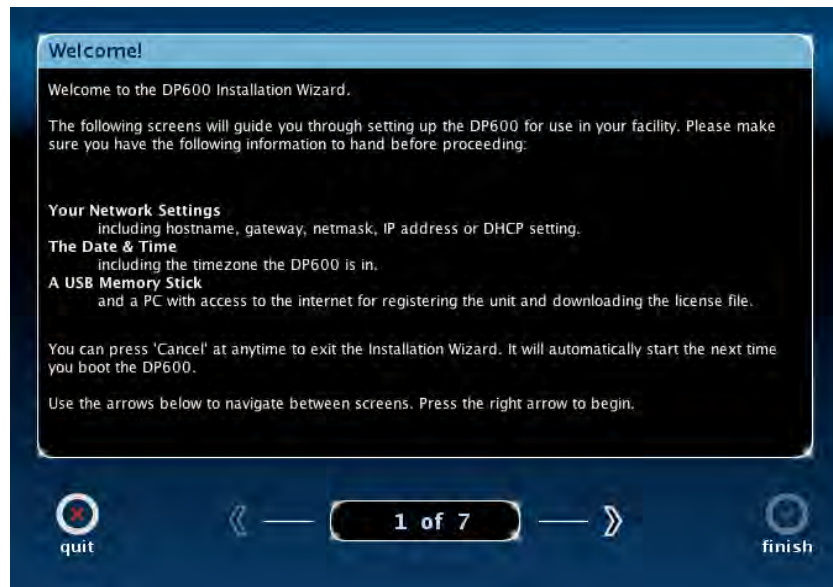 Welcome!
Welcome to the DP600 Installation Wizard.
The following screens will guide you through setting up the DP600 for use in your facility. Please make
sure you have the following information to hand before proceeding:
Your Network Settings
including hostname, gateway, netmask, IP address or DHCP setting.
The Date & Time
including the timezone the DP600 is in.
A USB Memory Stick
and a PC with access to the internet for registering the unit and downloading the license file.
You can press 'Cancel' at anytime to exit the Installation Wizard. It will automatically start the next time
you boot the DP600.
Use the arrows below to navigate between screens. Press the right arrow to begin.
1 of 7
quit
finish